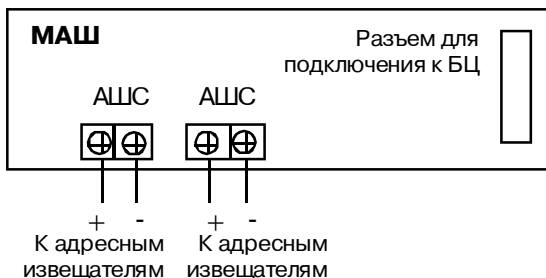 МАШ
Разъем для
подключения к БЦ
АШС АШС
+ - + -
К адресным К адресным
извещателям извещателям